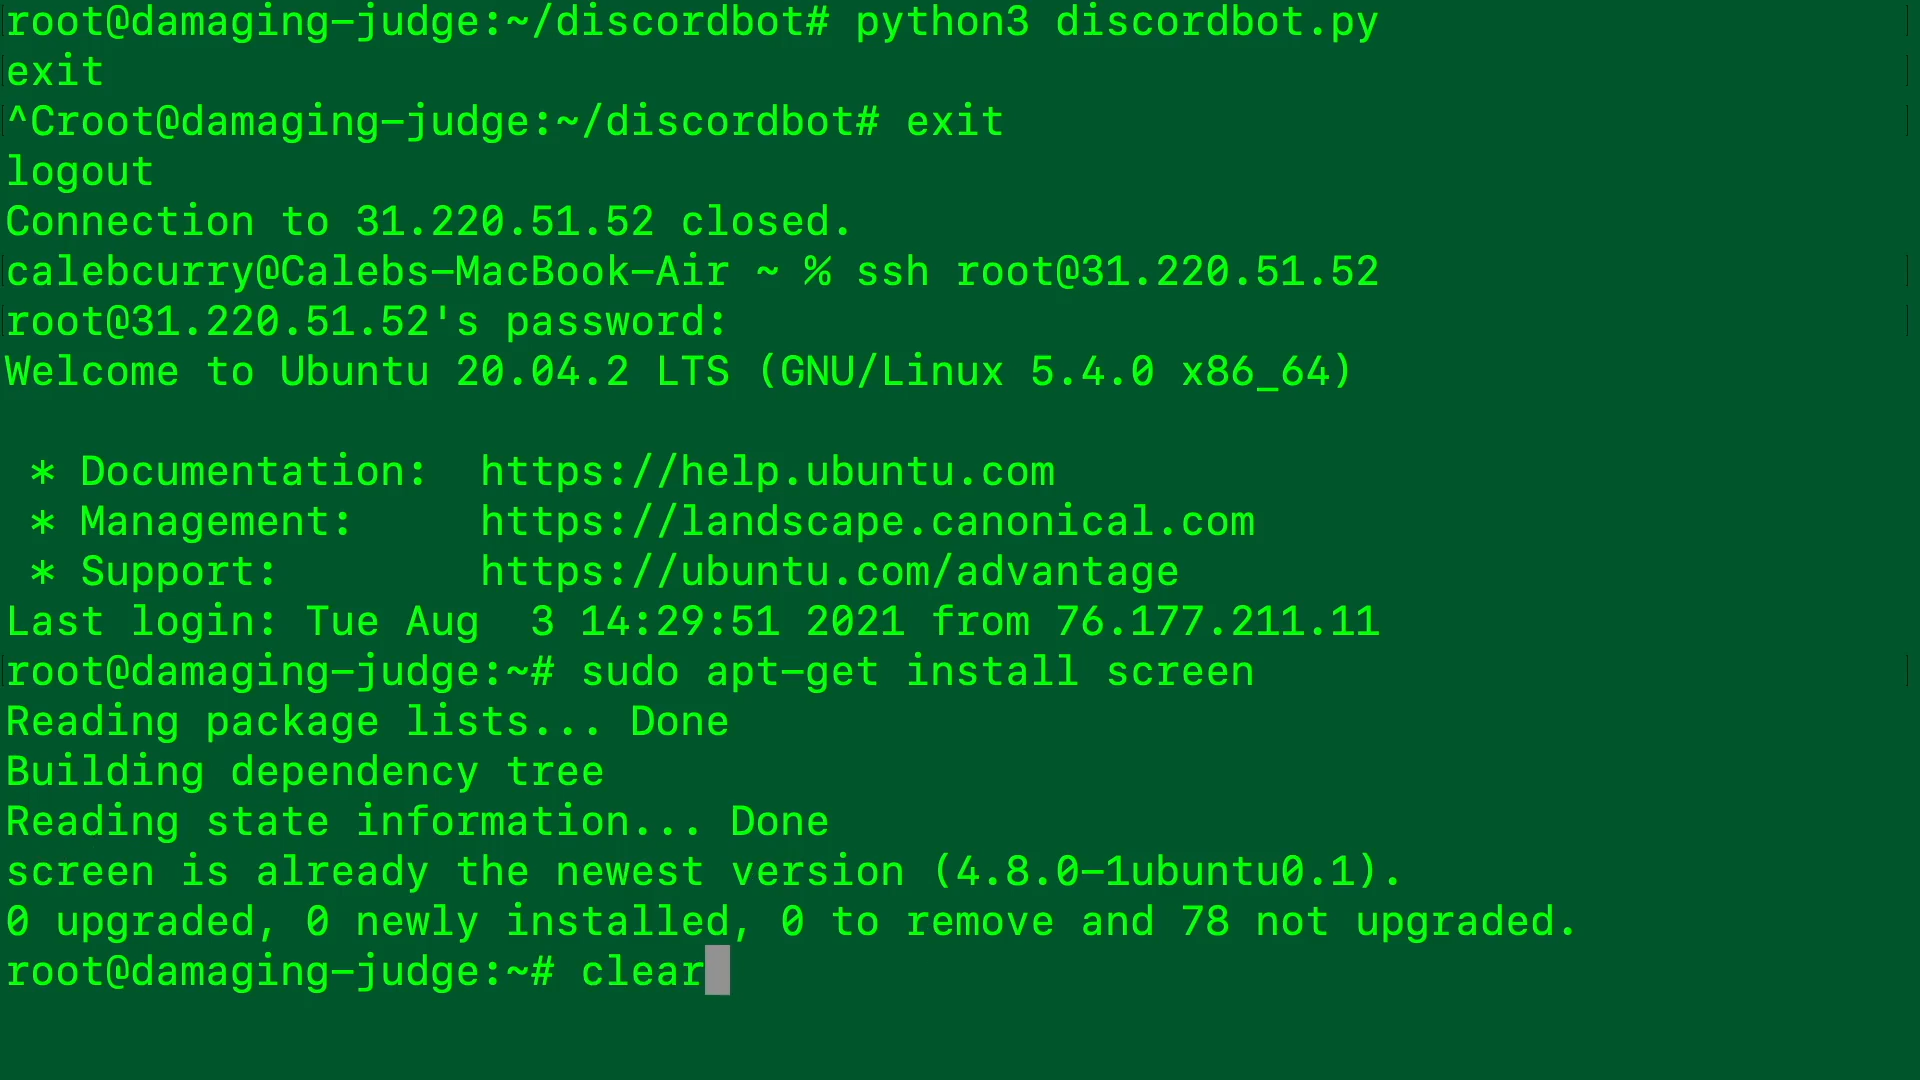 root@damaging-judge:~/discordbot# python3 discordbot.py
exit
^Croot@damaging-judge:~/discordbot# exit
logout
Connection to 31.220.51.52 closed.
calebcurry@Calebs-MacBook-Air ~ % ssh root@31.220.51.52
root@31.220.51.52's password:
Welcome to Ubuntu 20.04.2 LTS (GNU/Linux 5.4.0 x86_64)
 * Documentation:  https://help.ubuntu.com
 * Management:     https://landscape.canonical.com
 * Support:        https://ubuntu.com/advantage
Last login: Tue Aug  3 14:29:51 2021 from 76.177.211.11
root@damaging-judge:~# sudo apt-get install screen
Reading package lists... Done
Building dependency tree
Reading state information... Done
screen is already the newest version (4.8.0-1ubuntu0.1).
0 upgraded, 0 newly installed, 0 to remove and 78 not upgraded.
root@damaging-judge:~# clear